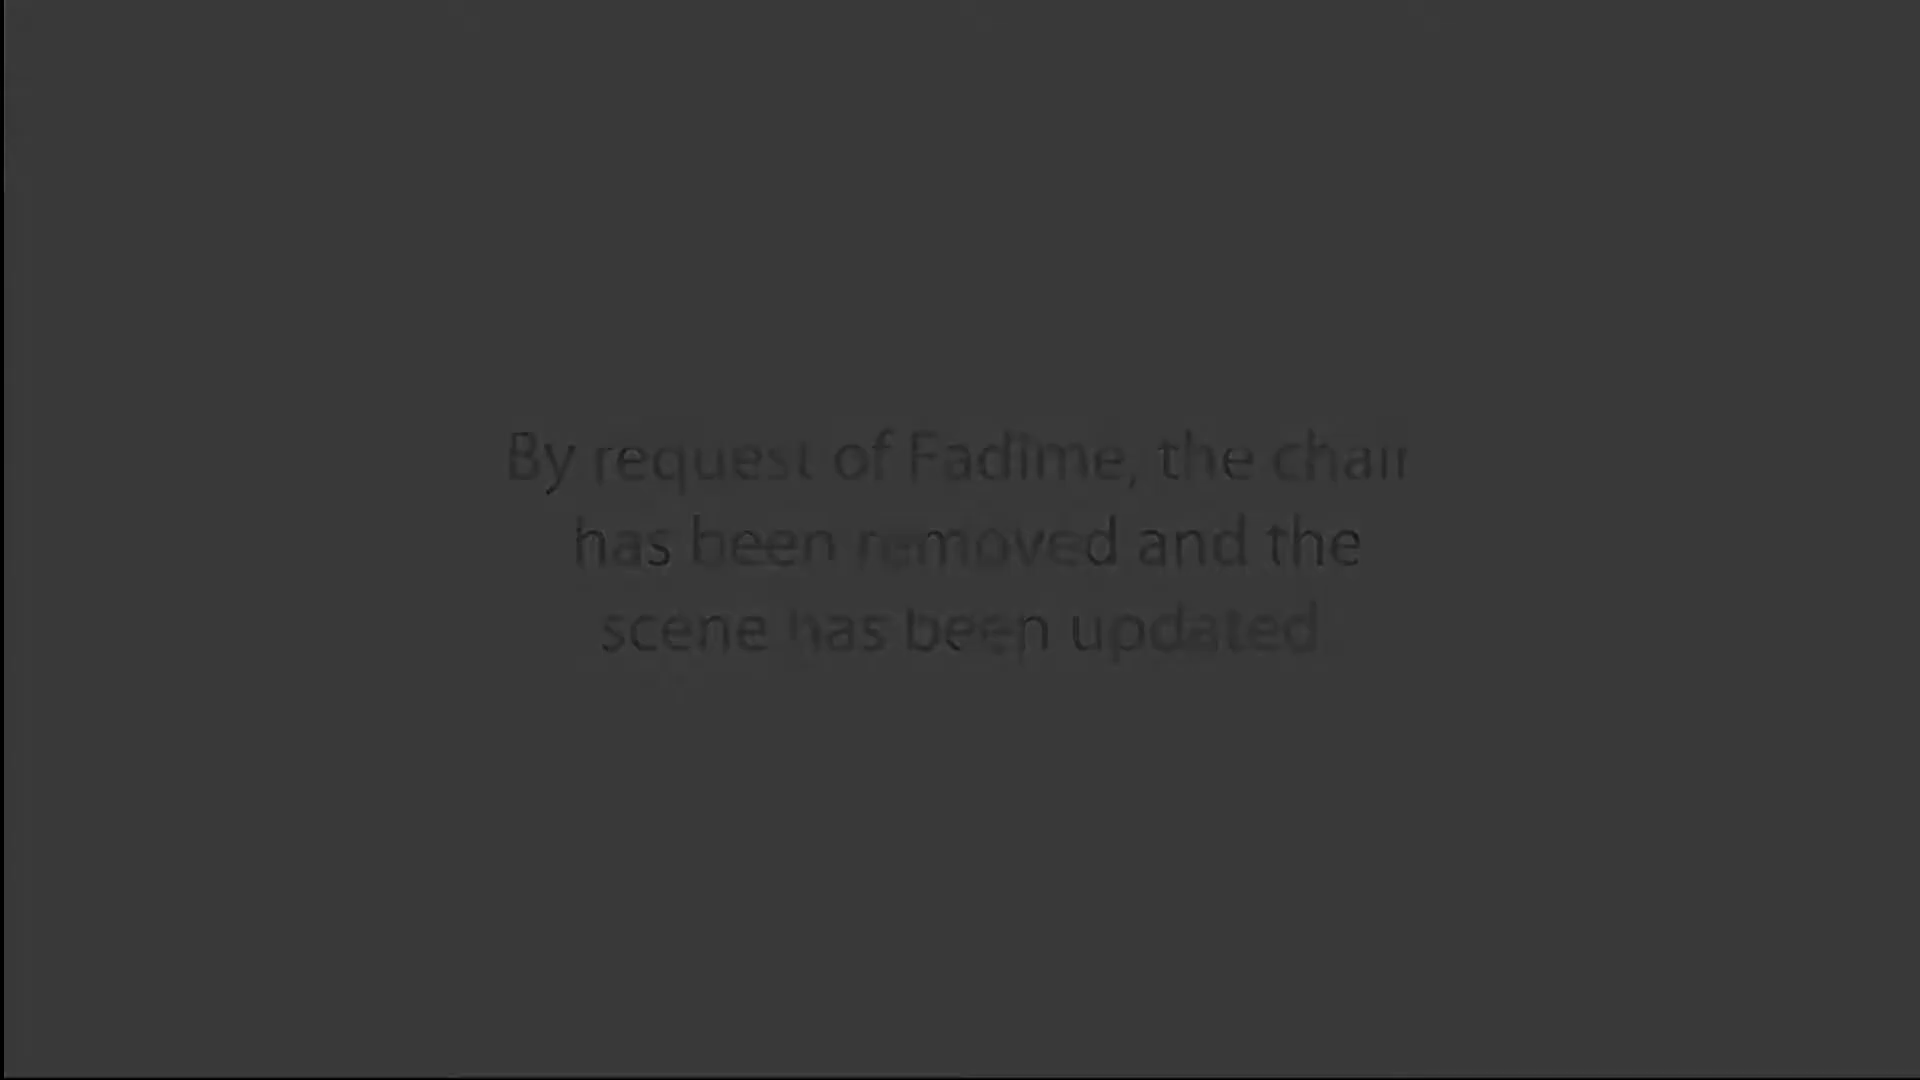 By request of Fadime, the chair
has been removed and the
scene has been updated